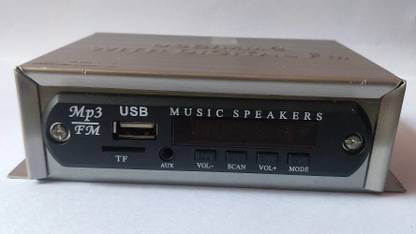 Mp3
FM
USB
MUSIC SPEAKERS
TF
AUX
VOL-
SCAN
VOL+
MODE